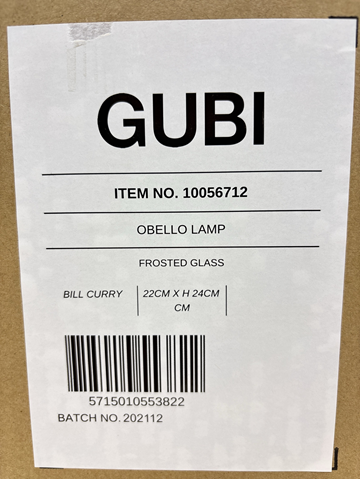 GUBI
ITEM NO. 10056712
OBELLO LAMP
FROSTED GLASS
BILL CURRY 22CM X H 24CM
CM
5715010553822
BATCH NO. 202112